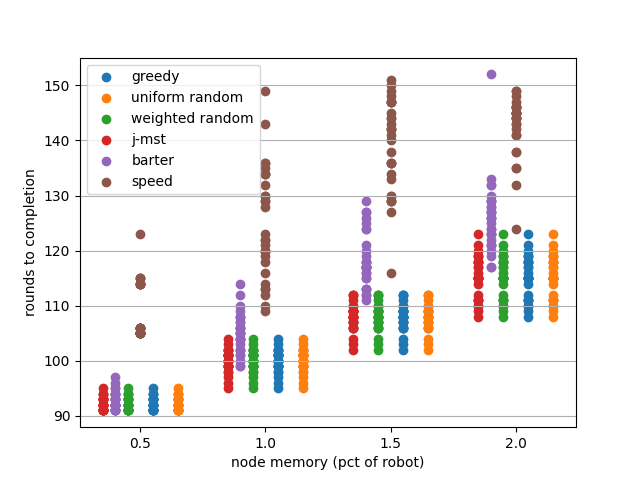 150
140
130
120
110
100
90
rounds to completion
greedy
uniform random
weighted random
j-mst
barter
speed
0.5 1.0 1.5 2.0
node memory (pct of robot)